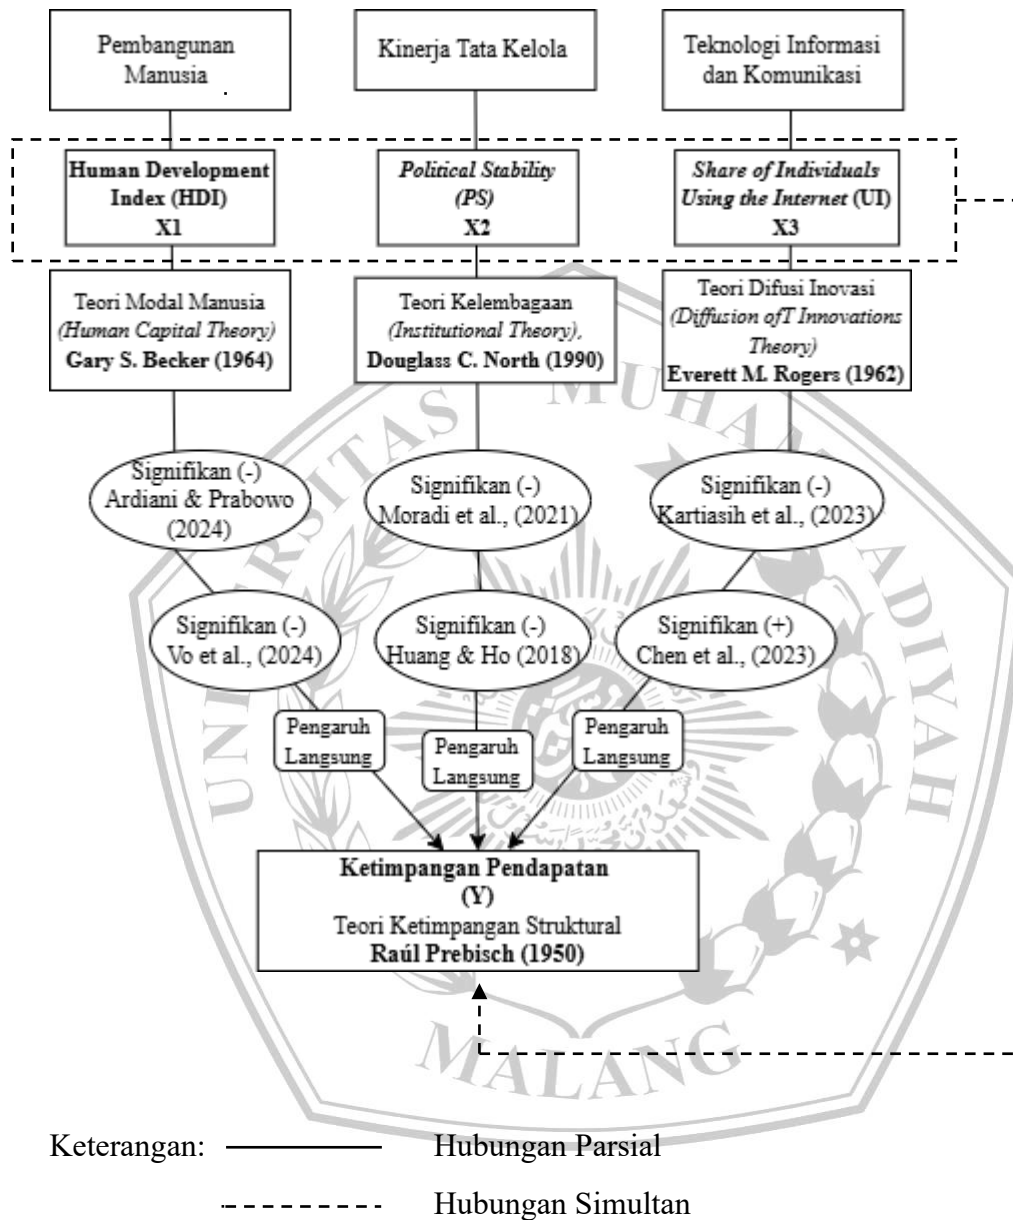 Pembangunan
Manusia
Kinerja Tata Kelola
Teknologi Informasi
dan Komunikasi
Human Development
Index (HDI)
X1
Political Stability
(PS)
X2
Share of Individuals
Using the Internet (UI)
X3
Teori Modal Manusia
(Human Capital Theory)
Gary S. Becker (1964)
Teori Kelembagaan
(Institutional Theory),
Douglass C. North (1990)
Teori Difusi Inovasi
(Diffusion ofT Innovations
Theory)
Everett M. Rogers (1962)
Signifikan (-)
Ardiani & Prabowo
(2024)
Signifikan (-)
Moradi et al., (2021)
Signifikan (-)
Kartiasih et al., (2023)
Signifikan (-)
Vo et al., (2024)
Signifikan (-)
Huang & Ho (2018)
Signifikan (+)
Chen et al., (2023)
Pengaruh
Langsung
Pengaruh
Langsung
Pengaruh
Langsung
Ketimpangan Pendapatan
(Y)
Teori Ketimpangan Struktural
Raúl Prebisch (1950)
UNIVERSITAS MUHAMMADIYAH
MALANG
Keterangan:
Hubungan Parsial
Hubungan Simultan